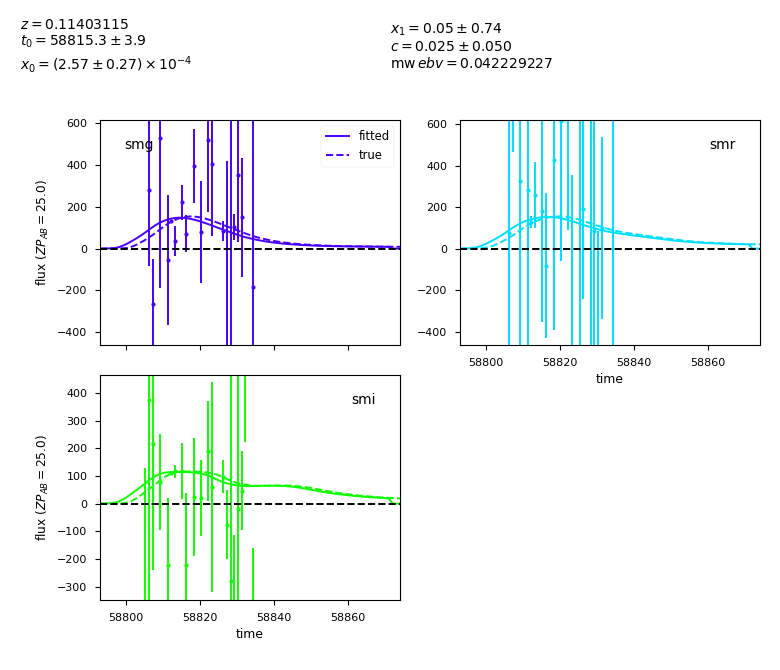 z = 0.11403115
t₀ = 58815.3 ± 3.9
x₀ = (2.57 ± 0.27) × 10⁻⁴
x₁ = 0.05 ± 0.74
c = 0.025 ± 0.050
mw ebv = 0.042229227
smg
fitted
true
600
400
200
0
−200
−400
flux (ZP_AB = 25.0)
smr
600
400
200
0
−200
−400
58800 58820 58840 58860
time
smi
400
300
200
100
0
−100
−200
−300
flux (ZP_AB = 25.0)
58800 58820 58840 58860
time